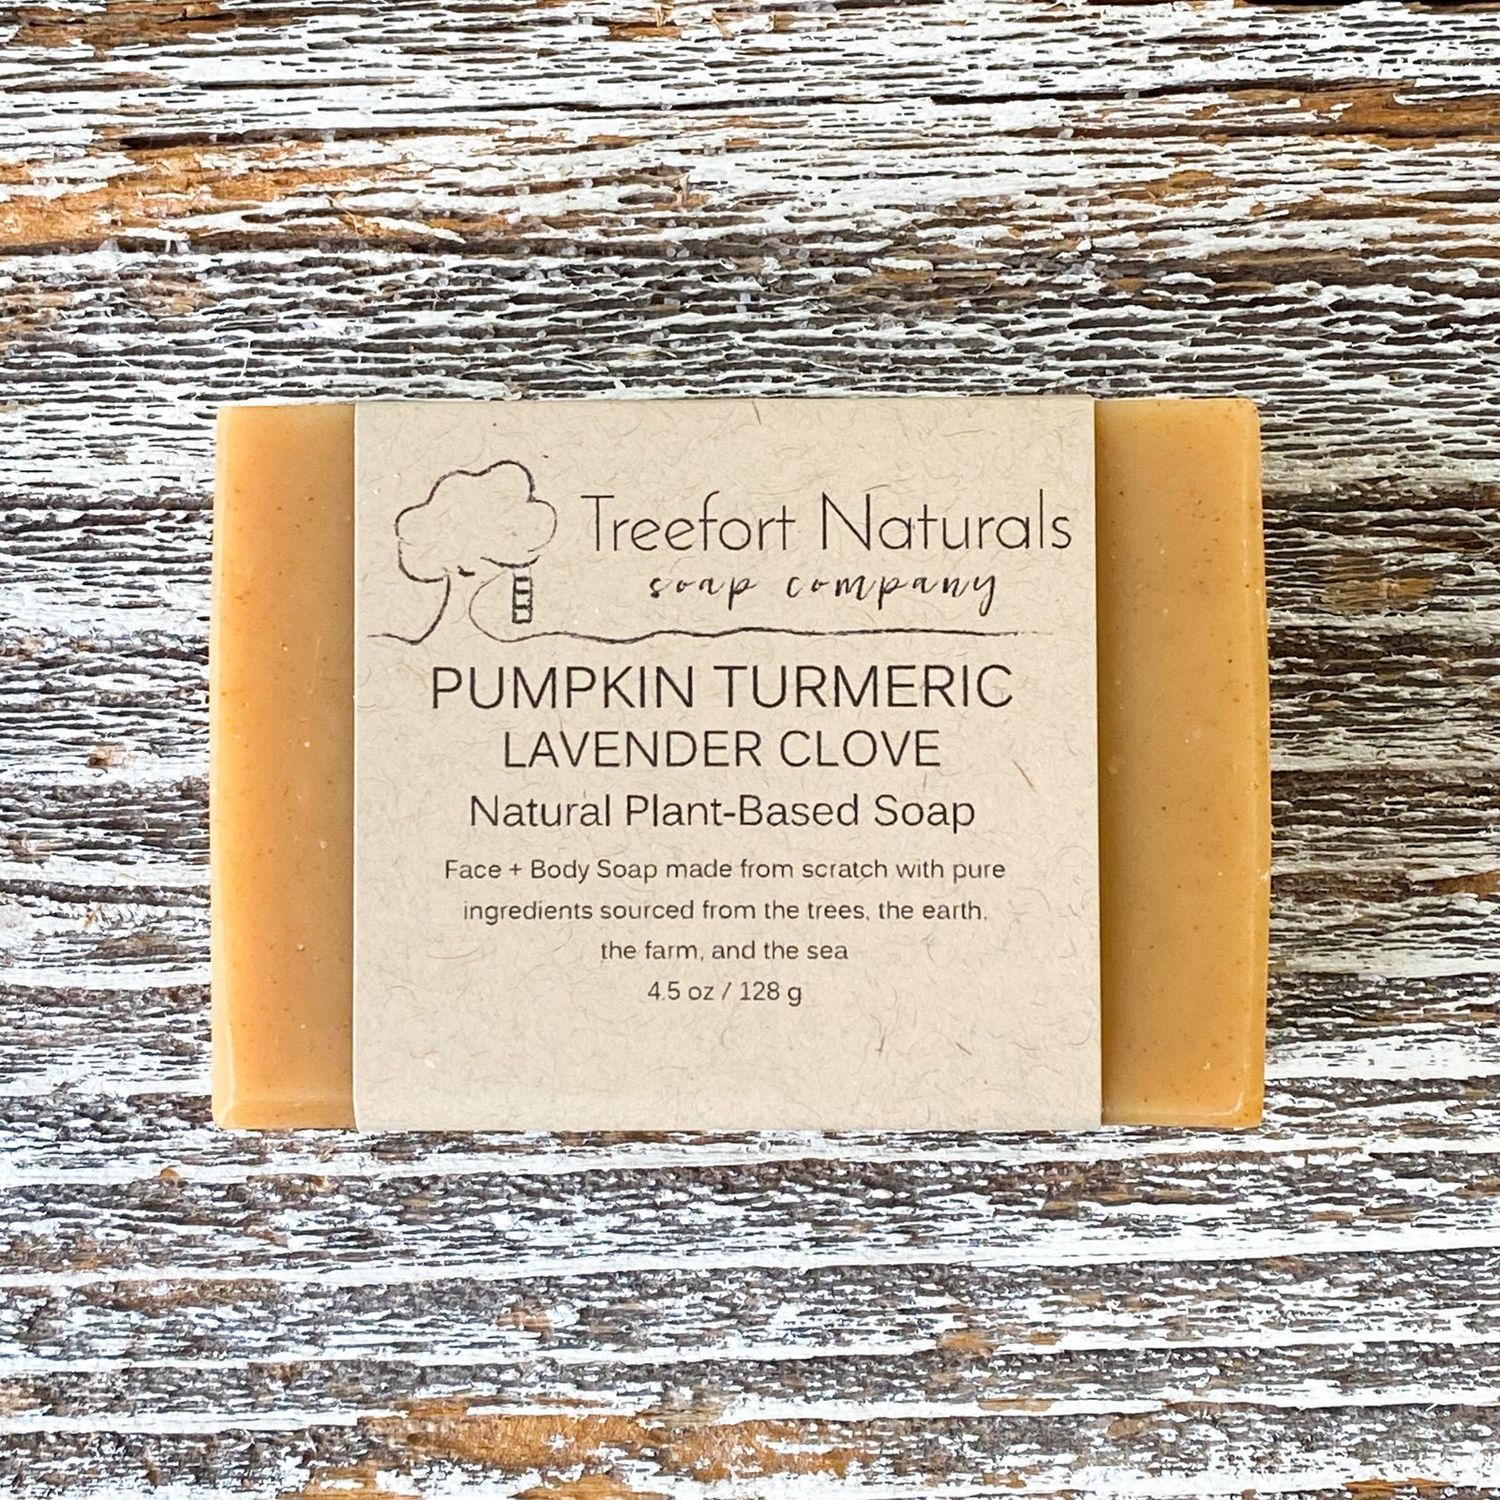 Treefort Naturals
soap company
PUMPKIN TURMERIC
LAVENDER CLOVE
Natural Plant-Based Soap
Face + Body Soap made from scratch with pure
ingredients sourced from the trees, the earth,
the farm, and the sea
4.5 oz / 128 g